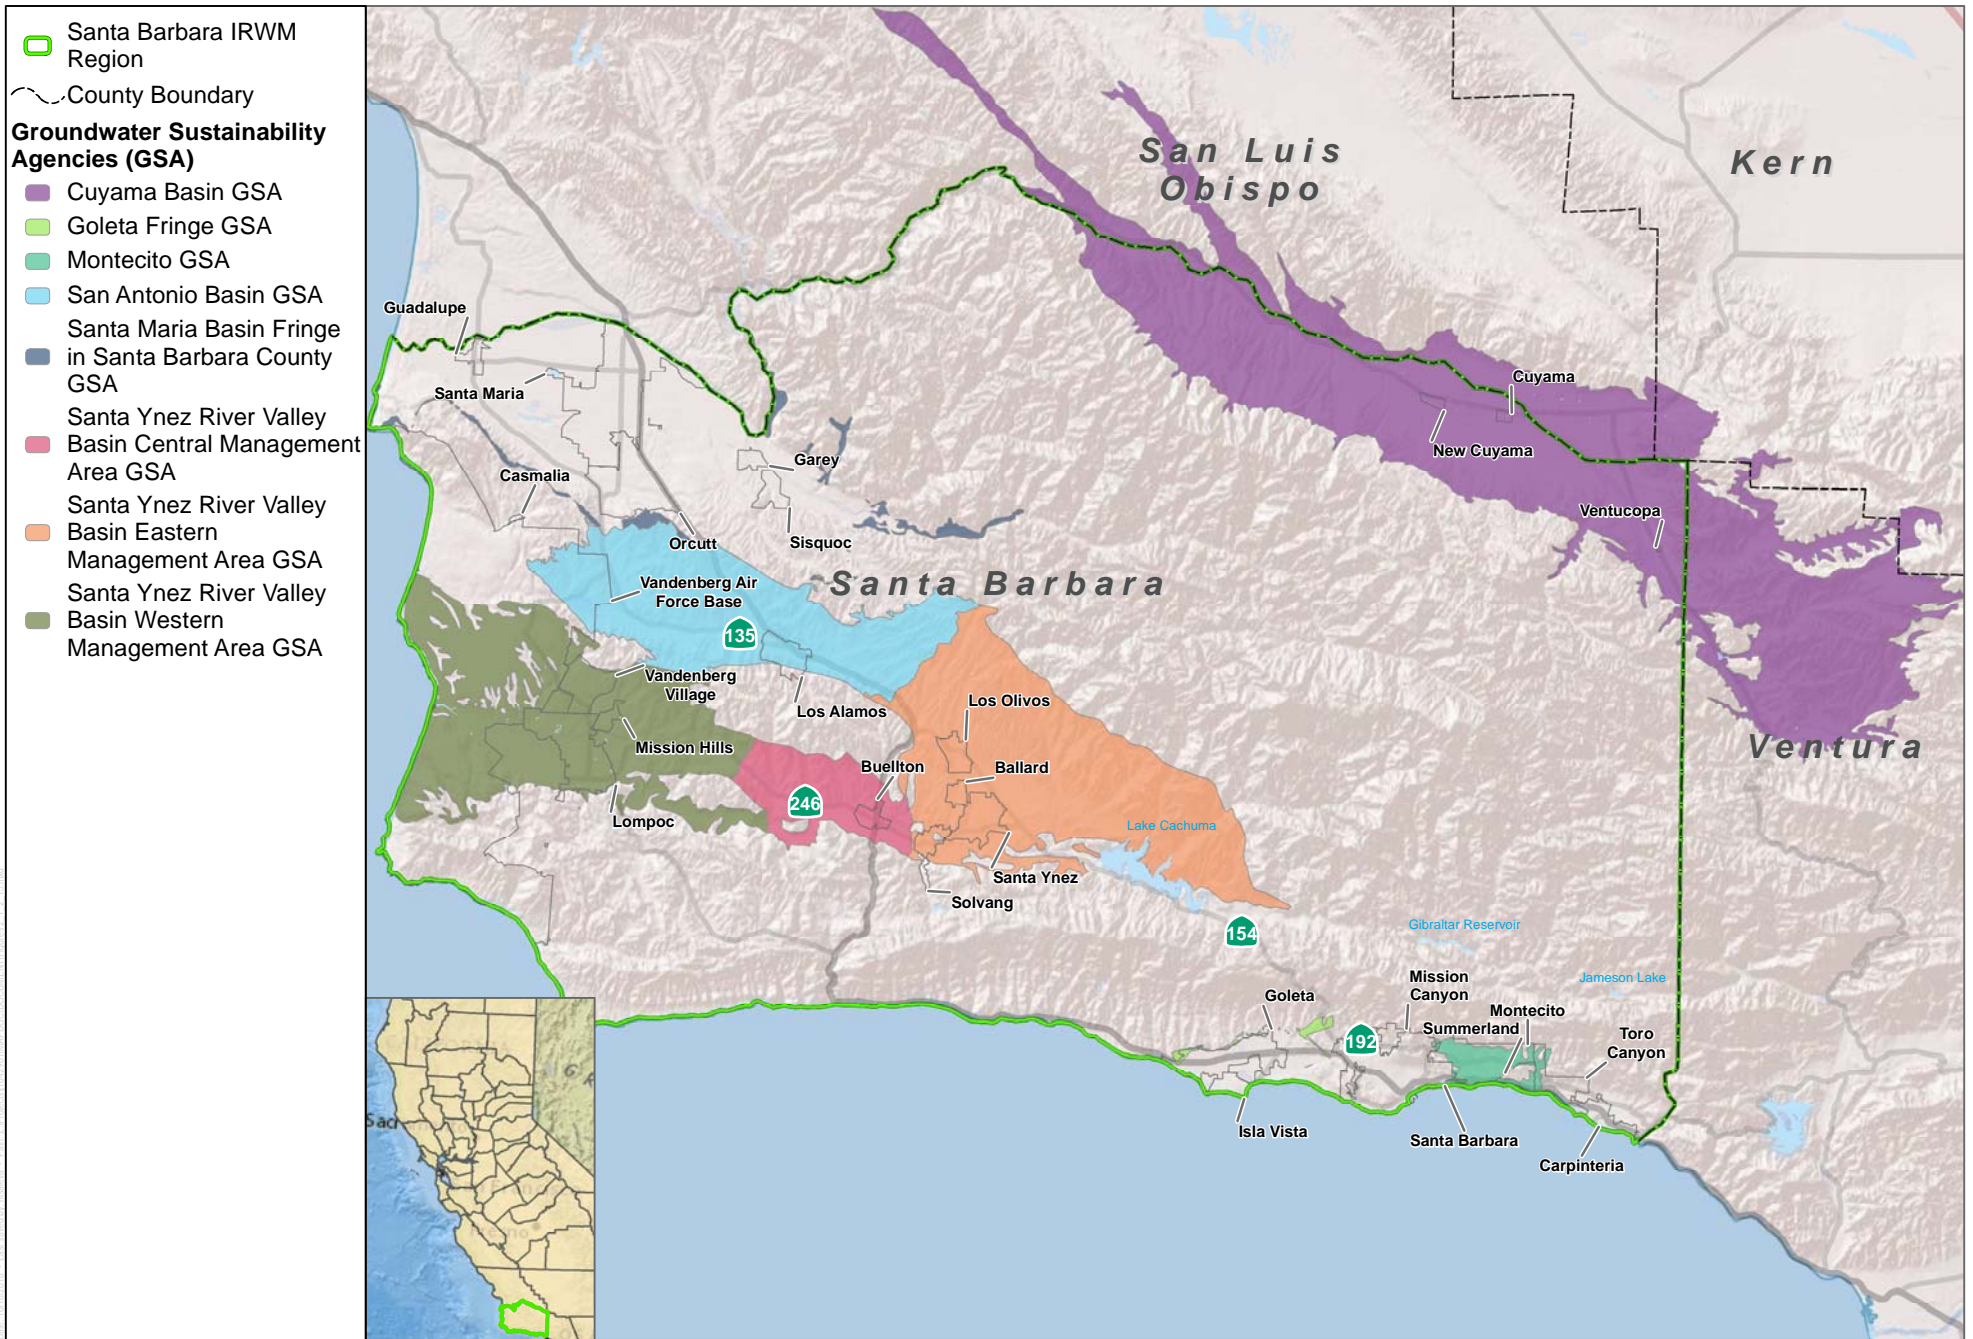 Santa Barbara IRWM
Region
County Boundary
Groundwater Sustainability
Agencies (GSA)
Cuyama Basin GSA
Goleta Fringe GSA
Montecito GSA
San Antonio Basin GSA
Santa Maria Basin Fringe
in Santa Barbara County
GSA
Santa Ynez River Valley
Basin Central Management
Area GSA
Santa Ynez River Valley
Basin Eastern
Management Area GSA
Santa Ynez River Valley
Basin Western
Management Area GSA
San Luis
Obispo
Kern
Guadalupe
Santa Maria
Cuyama
New Cuyama
Garey
Casmalia
Ventucopa
Orcutt
Sisquoc
Santa Barbara
Vandenberg Air
Force Base
135
Vandenberg
Village
Los Alamos
Los Olivos
Mission Hills
Ventura
Buellton
Ballard
246
Lompoc
Lake Cachuma
Santa Ynez
Solvang
154
Gibraltar Reservoir
Jameson Lake
Mission
Canyon
Goleta
Montecito
Summerland
192
Toro
Canyon
Isla Vista
Santa Barbara
Carpinteria